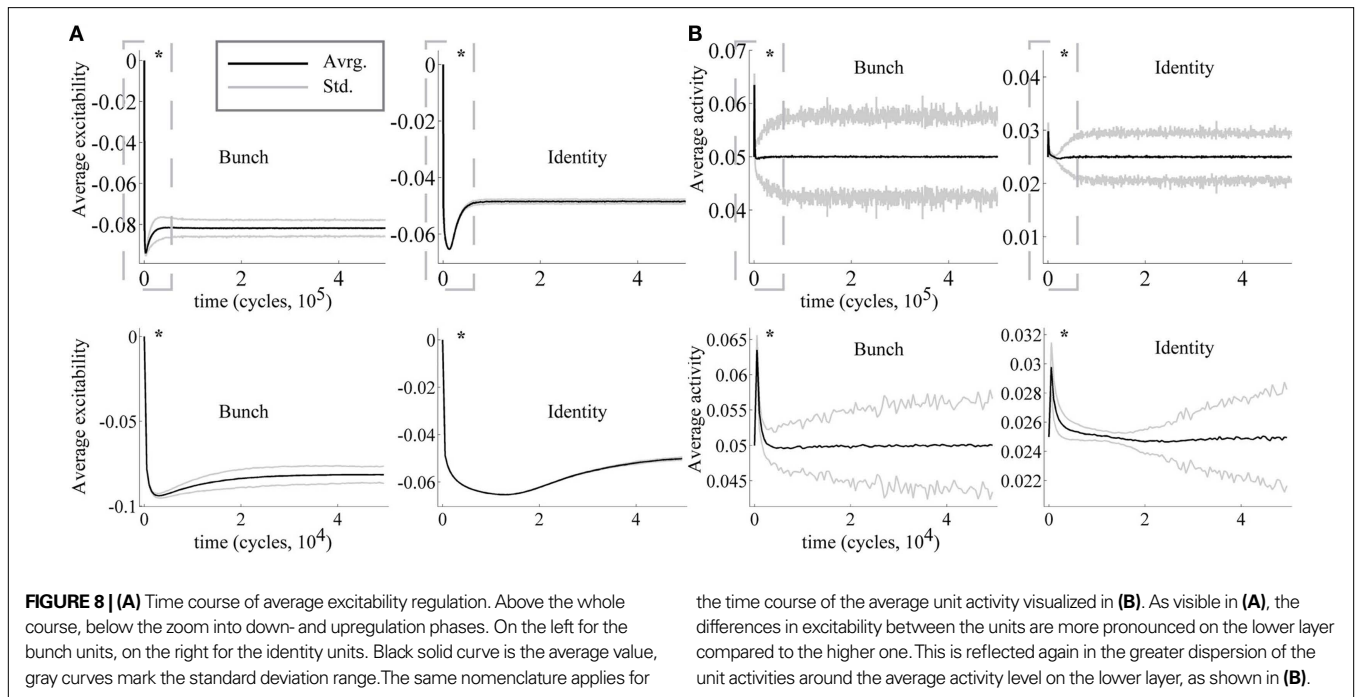 A
B
*
0
-0.02
-0.04
-0.06
-0.08
Average excitability
Avrg.
Std.
Bunch
0
2
4
time (cycles, 10^5)
*
0
-0.02
-0.04
-0.06
Identity
0
2
4
*
0.07
0.06
0.05
0.04
Average activity
Bunch
0
2
4
time (cycles, 10^5)
*
0.04
0.03
0.02
0.01
Identity
0
2
4
*
0
-0.05
-0.1
Average excitability
Bunch
0
2
4
time (cycles, 10^4)
*
0
-0.02
-0.04
-0.06
Identity
0
2
4
*
0.065
0.06
0.055
0.05
0.045
Average activity
Bunch
0
2
4
time (cycles, 10^4)
*
0.032
0.03
0.028
0.026
0.024
0.022
Identity
0
2
4
FIGURE 8 | (A) Time course of average excitability regulation. Above the whole
course, below the zoom into down- and upregulation phases. On the left for the
bunch units, on the right for the identity units. Black solid curve is the average value,
gray curves mark the standard deviation range. The same nomenclature applies for
the time course of the average unit activity visualized in (B). As visible in (A), the
differences in excitability between the units are more pronounced on the lower layer
compared to the higher one. This is reflected again in the greater dispersion of the
unit activities around the average activity level on the lower layer, as shown in (B).